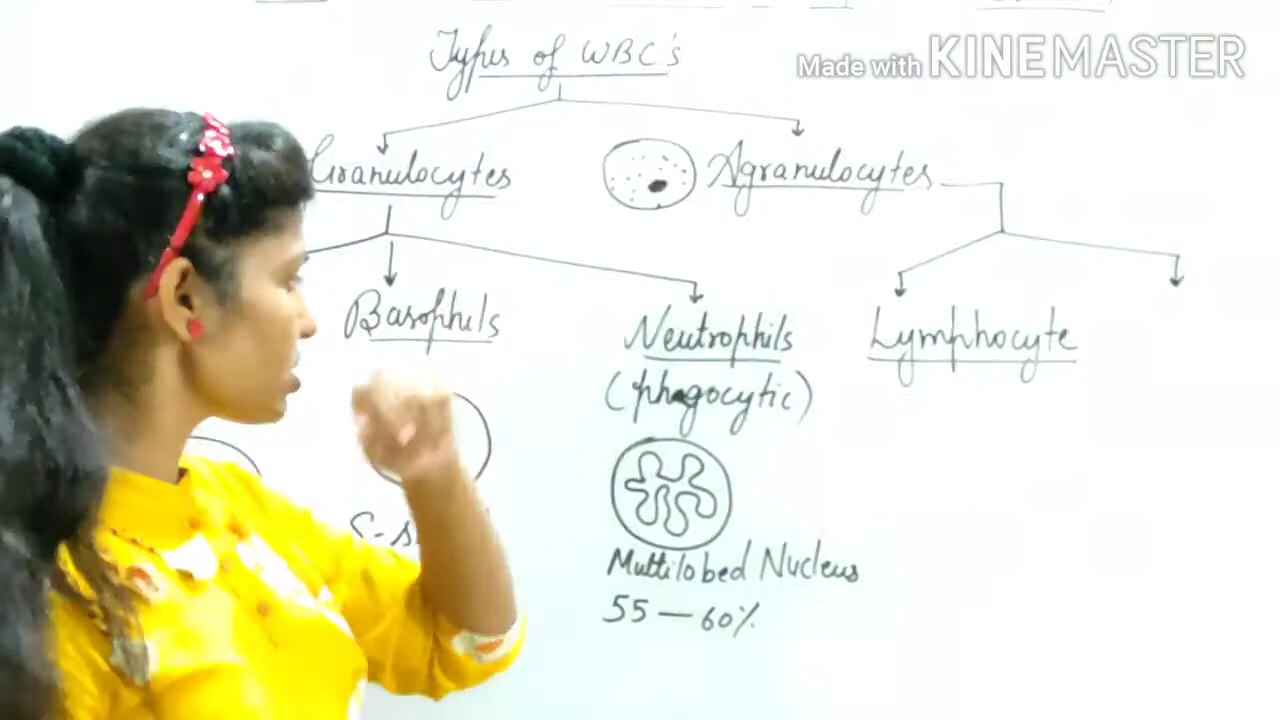 Types of WBC's
Made with KINEMASTER
Granulocytes
Agranulocytes
Basophils
Neutrophils
(phagocytic)
Lymphocyte
Multilobed Nucleus
55 — 60%